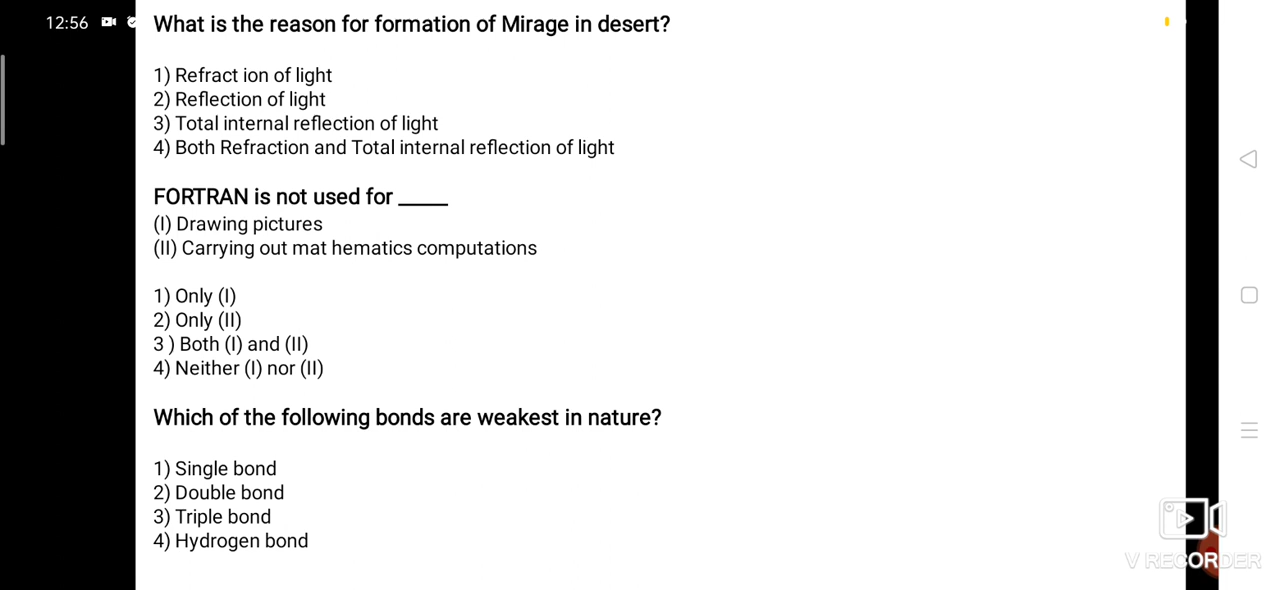 12:56
What is the reason for formation of Mirage in desert?
1) Refract ion of light
2) Reflection of light
3) Total internal reflection of light
4) Both Refraction and Total internal reflection of light
FORTRAN is not used for _____
(I) Drawing pictures
(II) Carrying out mat hematics computations
1) Only (I)
2) Only (II)
3 ) Both (I) and (II)
4) Neither (I) nor (II)
Which of the following bonds are weakest in nature?
1) Single bond
2) Double bond
3) Triple bond
4) Hydrogen bond
V RECORDER